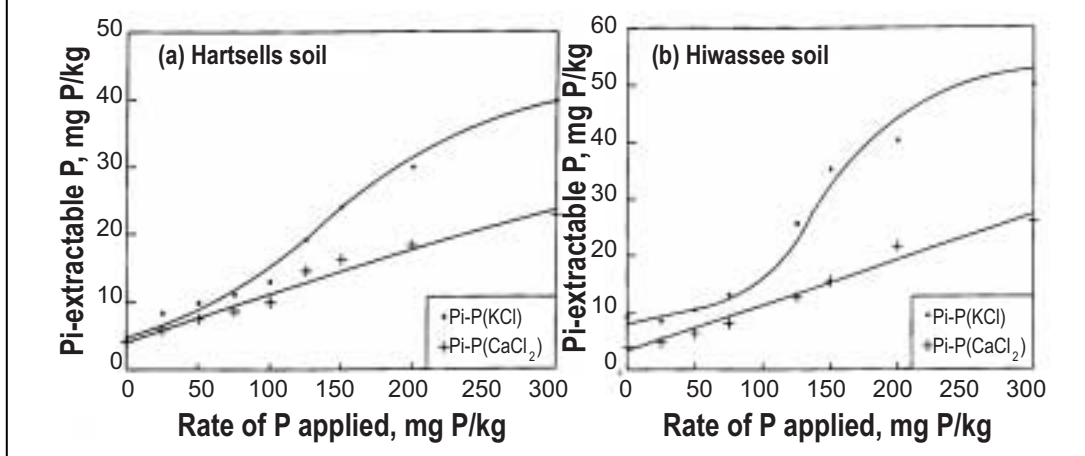 (a) Hartsells soil
Pi-extractable P, mg P/kg
50
40
30
20
10
0
0 50 100 150 200 250 300
Rate of P applied, mg P/kg
Pi-P(KCl)
Pi-P(CaCl₂)
(b) Hiwassee soil
Pi-extractable P, mg P/kg
60
50
40
30
20
10
0
0 50 100 150 200 250 300
Rate of P applied, mg P/kg
Pi-P(KCl)
Pi-P(CaCl₂)